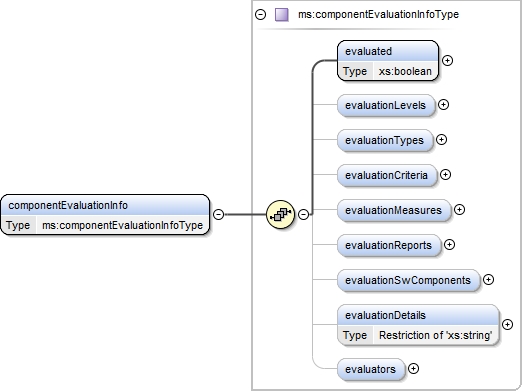 ms:componentEvaluationInfoType
evaluated
Type xs:boolean
evaluationLevels
evaluationTypes
evaluationCriteria
componentEvaluationInfo
Type ms:componentEvaluationInfoType
evaluationMeasures
evaluationReports
evaluationSwComponents
evaluationDetails
Type Restriction of 'xs:string'
evaluators